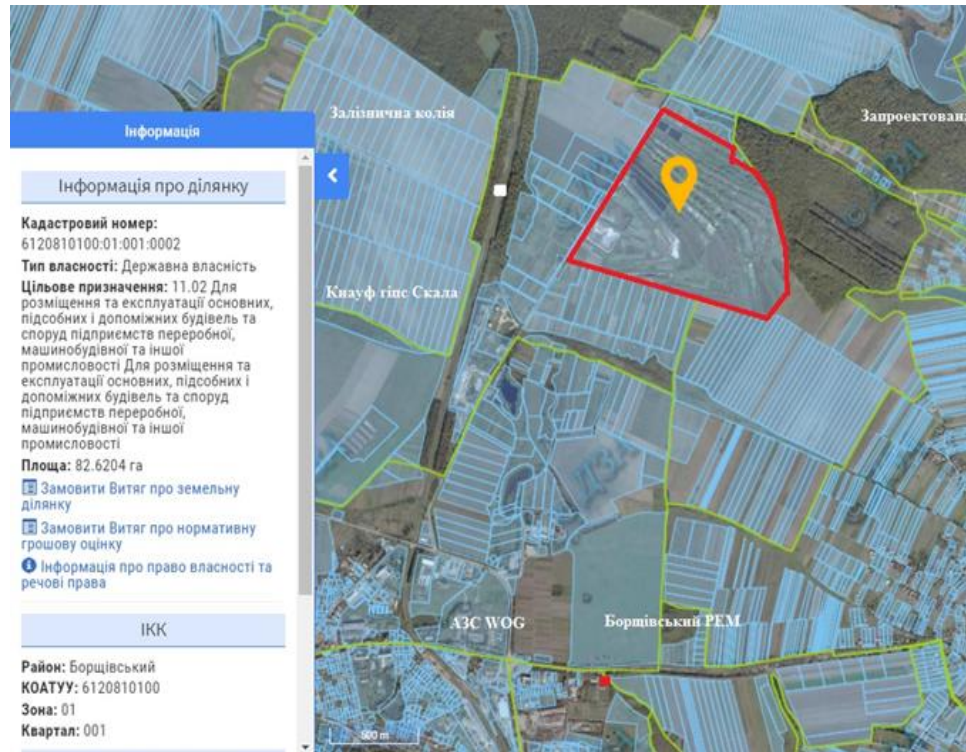 Інформація
Інформація про ділянку
Кадастровий номер:
6120810100:01:001:0002
Тип власності: Державна власність
Цільове призначення: 11.02 Для
розміщення та експлуатації основних,
підсобних і допоміжних будівель та
споруд підприємств переробної,
машинобудівної та іншої
промисловості Для розміщення та
експлуатації основних, підсобних і
допоміжних будівель та споруд
підприємств переробної,
машинобудівної та іншої
промисловості
Площа: 82.6204 га
Замовити Витяг про земельну
ділянку
Замовити Витяг про нормативну
грошову оцінку
Інформація про право власності та
речові права
ІКК
Район: Борщівський
КОАТУУ: 6120810100
Зона: 01
Квартал: 001
Залізнична колія
Запроектована
Кнауф гіпс Скала
ДЗА
АЗС WOG
Борщівський РЕМ
500 m